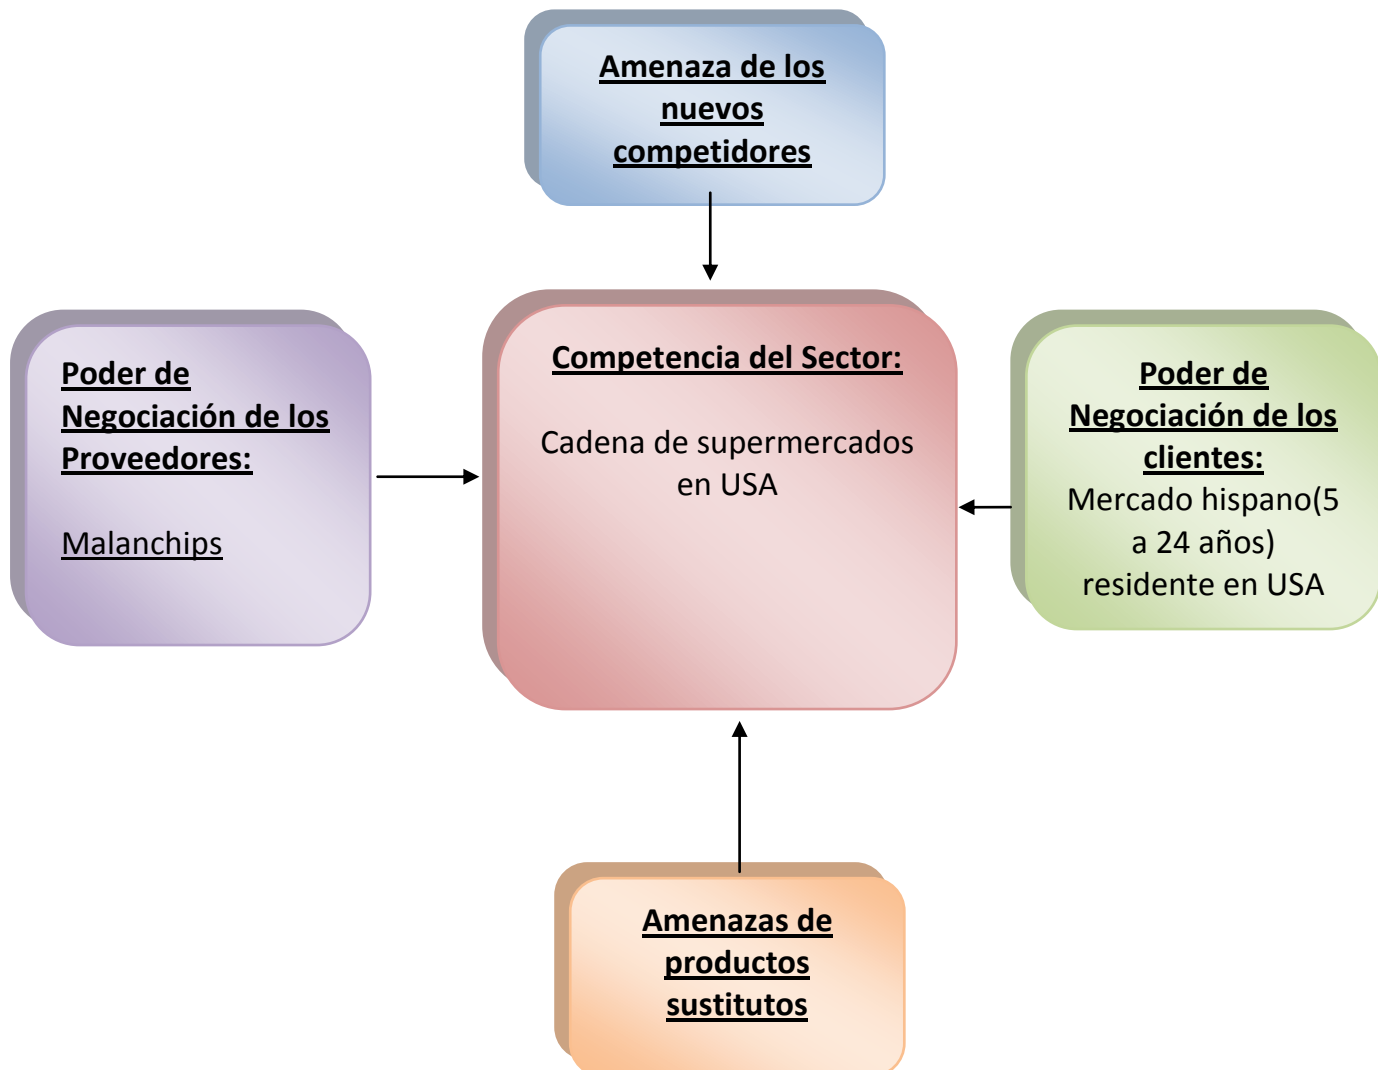 Amenaza de los
nuevos
competidores
Poder de
Negociación de los
Proveedores:
Malanchips
Competencia del Sector:
Cadena de supermercados
en USA
Poder de
Negociación de los
clientes:
Mercado hispano(5
a 24 años)
residente en USA
Amenazas de
productos
sustitutos